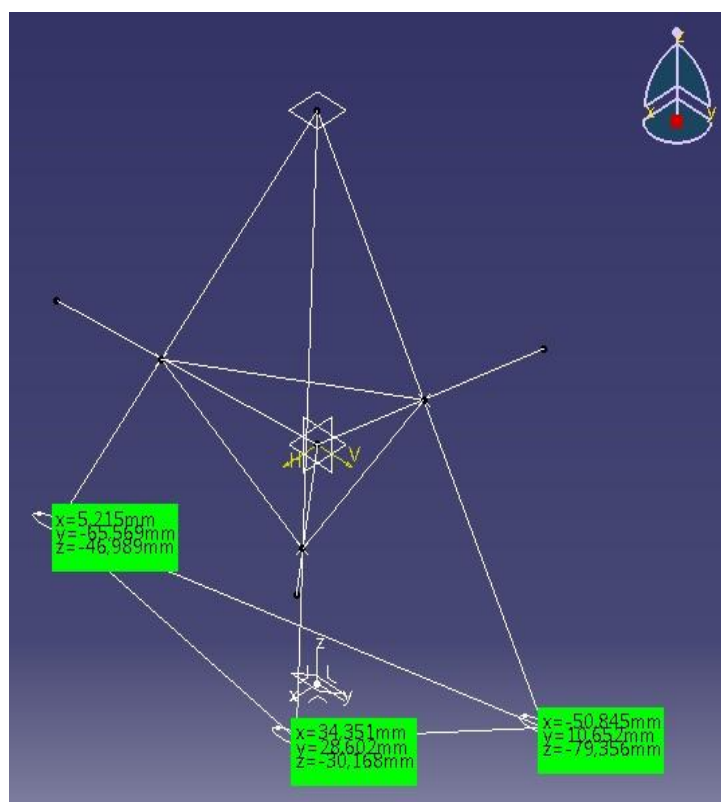 z
x
y
H
V
x=5,215mm
y=-65,569mm
z=-46,989mm
z
x
y
x=34,351mm
y=28,602mm
z=-30,168mm
x=-50,845mm
y=10,652mm
z=-79,356mm